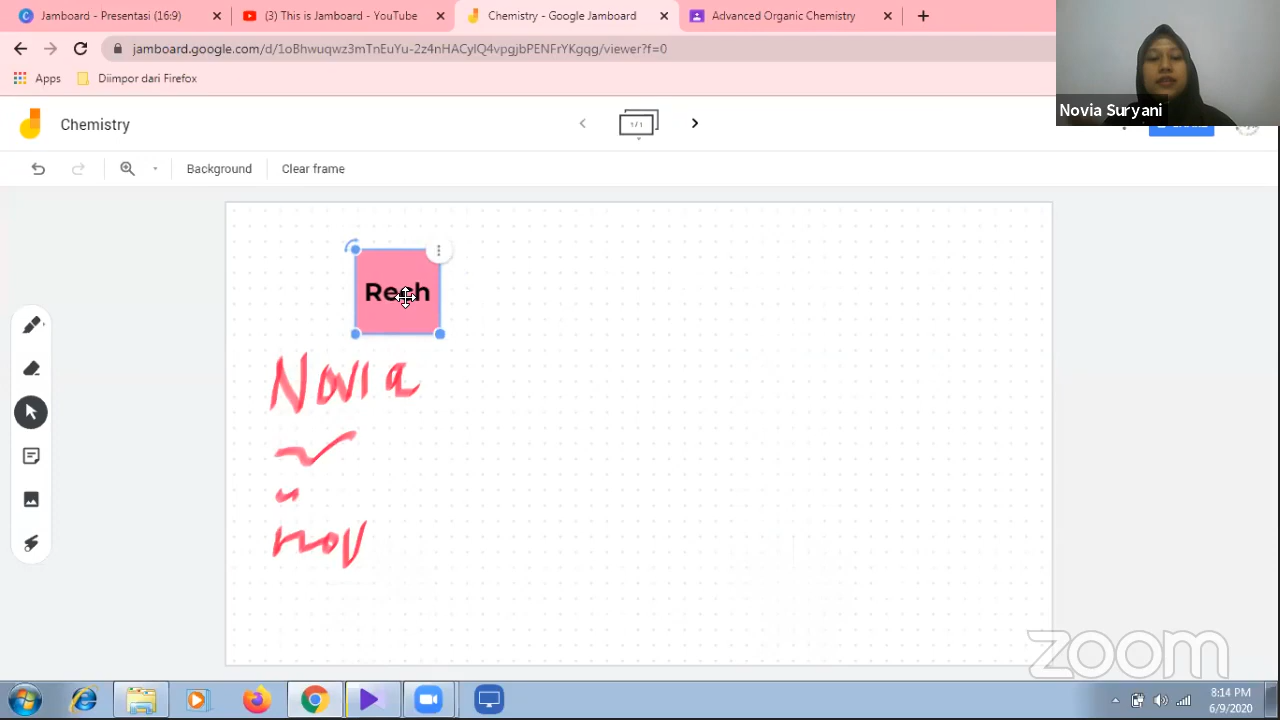 Jamboard - Presentasi (16:9)
(3) This is Jamboard - YouTube
Chemistry - Google Jamboard
Advanced Organic Chemistry
jamboard.google.com/d/1oBhwuqwz3mTnEuYu-2z4nHACylQ4vpgjbPENFrYKgqg/viewer?f=0
Apps
Diimpor dari Firefox
Novia Suryani
Chemistry
1/1
Background
Clear frame
Novia
nov
zoom
8:14 PM
6/9/2020